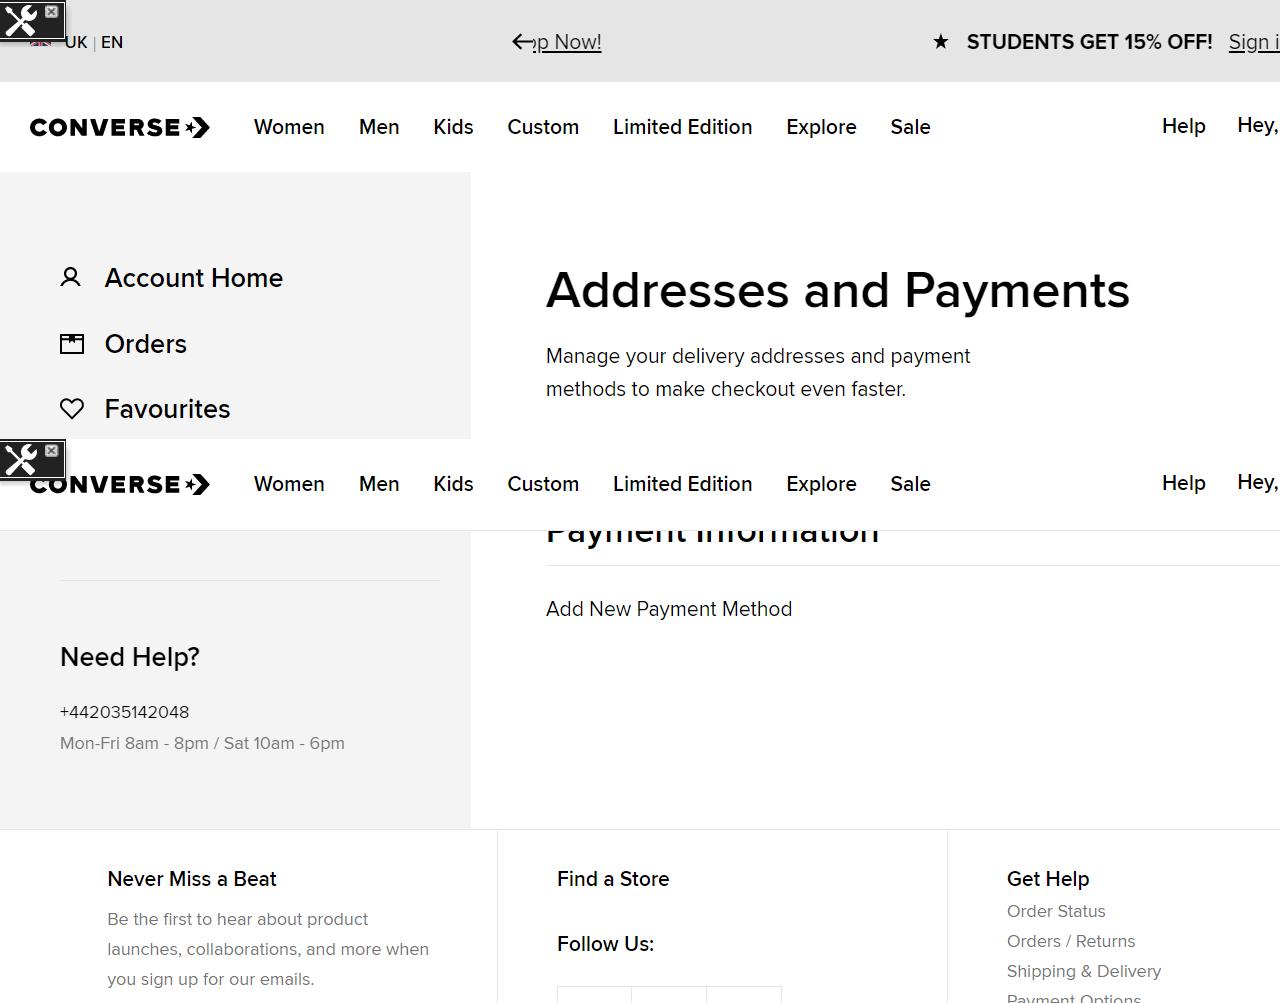 UK | EN
p Now!
★ STUDENTS GET 15% OFF! Sign i
CONVERSE
Women Men Kids Custom Limited Edition Explore Sale
Help Hey,
Account Home
Orders
Favourites
Addresses and Payments
Manage your delivery addresses and payment
methods to make checkout even faster.
CONVERSE
Women Men Kids Custom Limited Edition Explore Sale
Help Hey,
Payment Information
Add New Payment Method
Need Help?
+442035142048
Mon-Fri 8am - 8pm / Sat 10am - 6pm
Never Miss a Beat
Be the first to hear about product
launches, collaborations, and more when
you sign up for our emails.
Find a Store
Follow Us:
Get Help
Order Status
Orders / Returns
Shipping & Delivery
Payment Options